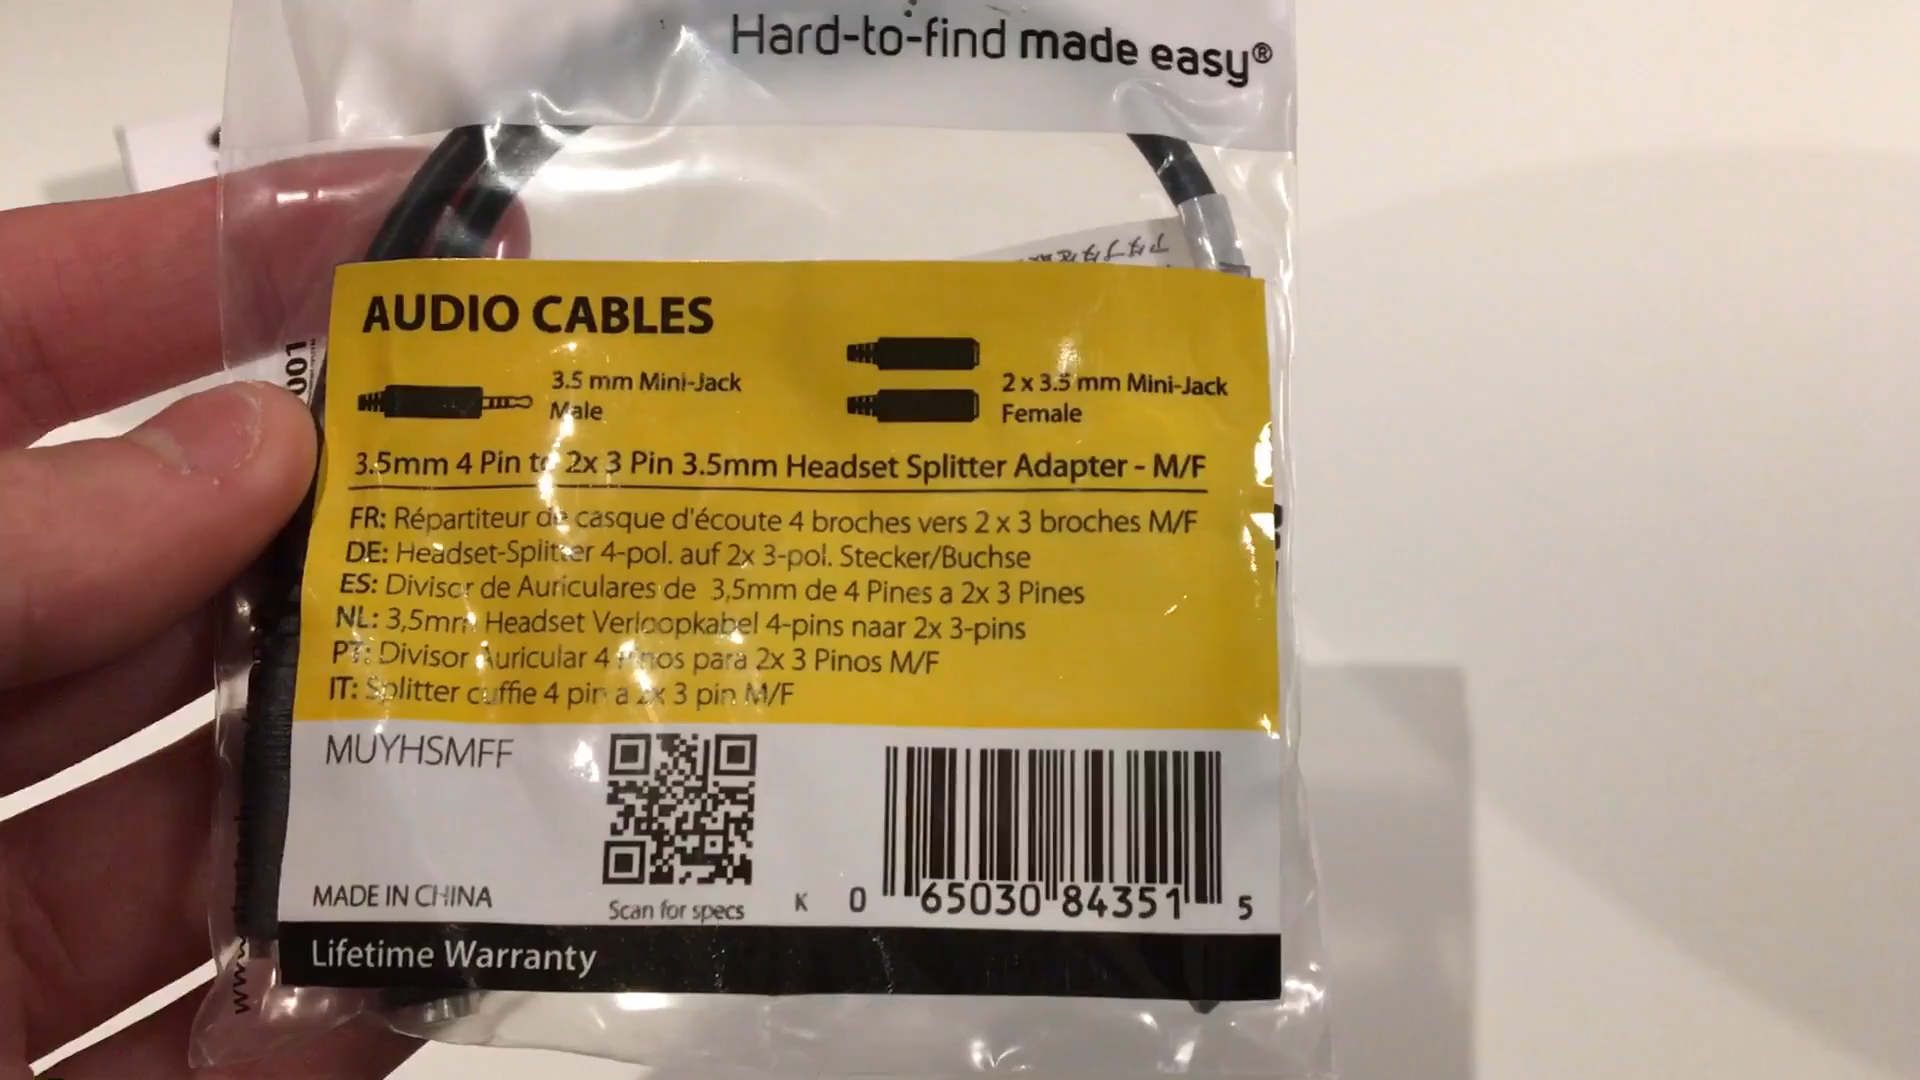 Hard-to-find made easy®
AUDIO CABLES
3.5 mm Mini-Jack
Male
2 x 3.5 mm Mini-Jack
Female
3.5mm 4 Pin to 2x 3 Pin 3.5mm Headset Splitter Adapter - M/F
FR: Répartiteur de casque d'écoute 4 broches vers 2 x 3 broches M/F
DE: Headset-Splitter 4-pol. auf 2x 3-pol. Stecker/Buchse
ES: Divisor de Auriculares de 3,5mm de 4 Pines a 2x 3 Pines
NL: 3,5mm Headset Verloopkabel 4-pins naar 2x 3-pins
PT: Divisor Auricular 4 Pinos para 2x 3 Pinos M/F
IT: Splitter cuffie 4 pin a 2x 3 pin M/F
MUYHSMFF
MADE IN CHINA
Scan for specs
K 0 65030 84351 5
Lifetime Warranty